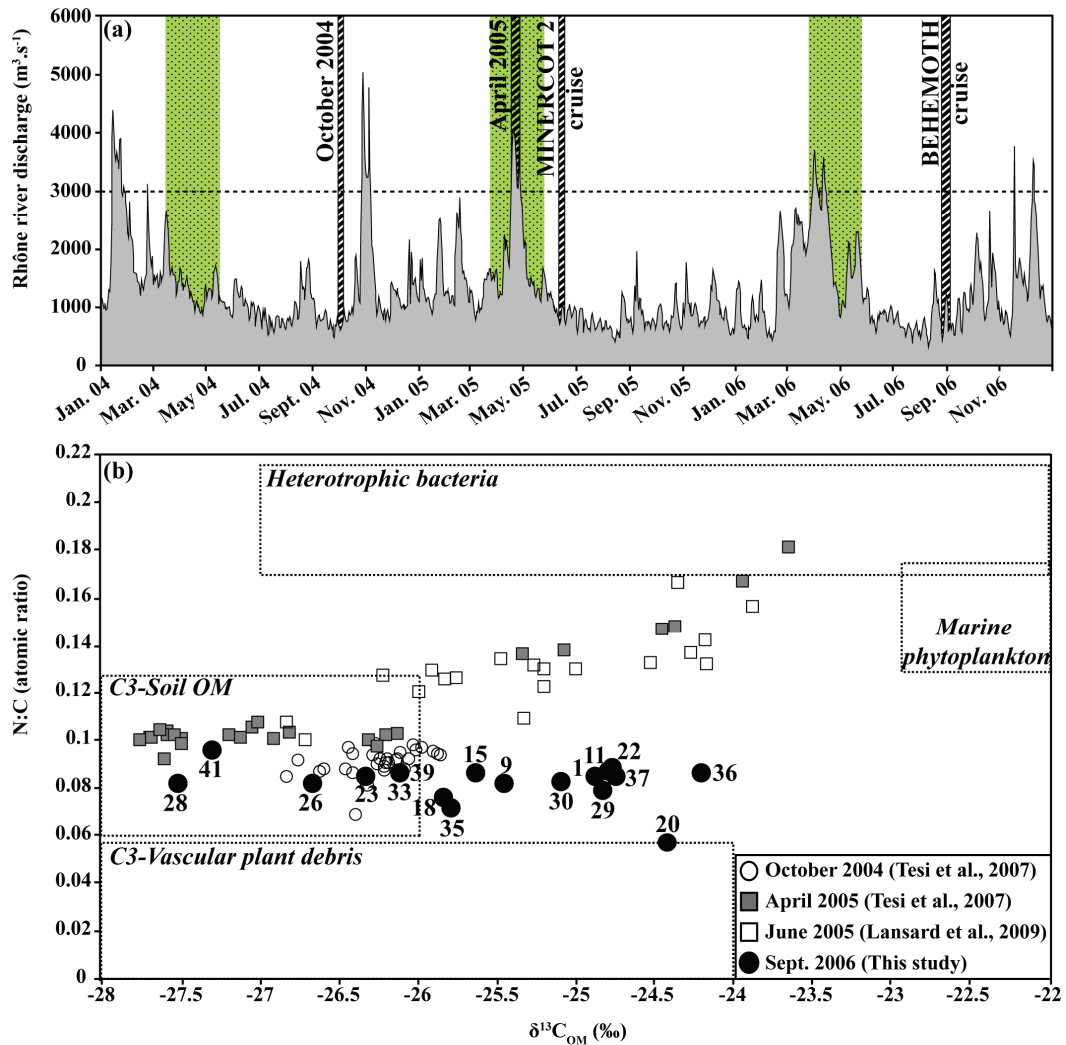 (a)
Rhône river discharge (m³.s⁻¹)
6000
5000
4000
3000
2000
1000
0
October 2004
April 2005
MINERCOT 2
cruise
BEHEMOTH
cruise
Jan. 04
Mar. 04
May 04
Jul. 04
Sept. 04
Nov. 04
Jan. 05
Mar. 05
May. 05
Jul. 05
Sep. 05
Nov. 05
Jan. 06
Mar. 06
May. 06
Jul. 06
Sep. 06
Nov. 06
(b)
N:C (atomic ratio)
0.22
0.2
0.18
0.16
0.14
0.12
0.1
0.08
0.06
0.04
0.02
0
Heterotrophic bacteria
Marine
phytoplankton
C3-Soil OM
C3-Vascular plant debris
28
41
26
23
33
39
18
35
15
9
30
1
11
22
29
37
36
20
October 2004 (Tesi et al., 2007)
April 2005 (Tesi et al., 2007)
June 2005 (Lansard et al., 2009)
Sept. 2006 (This study)
-28
-27.5
-27
-26.5
-26
-25.5
-25
-24.5
-24
-23.5
-23
-22.5
-22
δ¹³C_OM (‰)